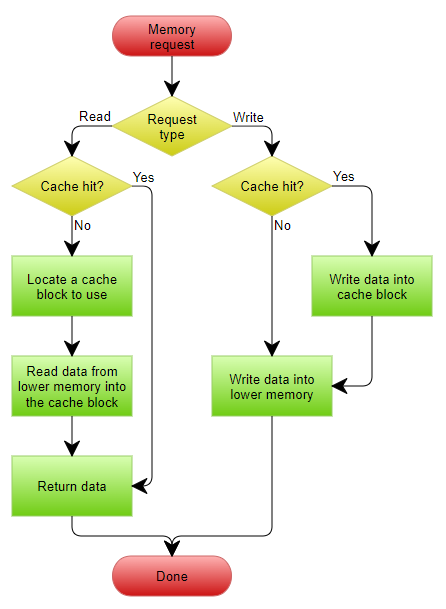 Memory
request
Read
Request
type
Write
Cache hit?
Yes
Cache hit?
Yes
No
No
Locate a cache
block to use
Write data into
cache block
Read data from
lower memory into
the cache block
Write data into
lower memory
Return data
Done